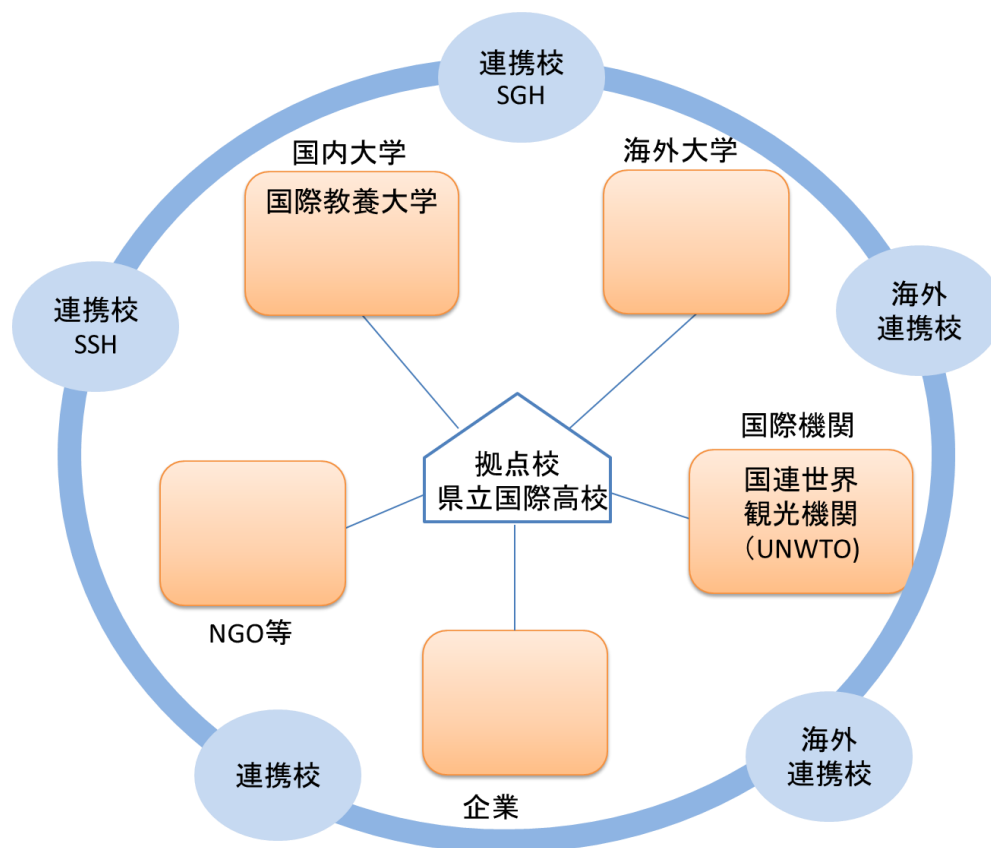 連携校
SGH
国内大学
国際教養大学
海外大学
連携校
SSH
海外
連携校
拠点校
県立国際高校
国際機関
国連世界
観光機関
（UNWTO)
NGO等
企業
連携校
海外
連携校